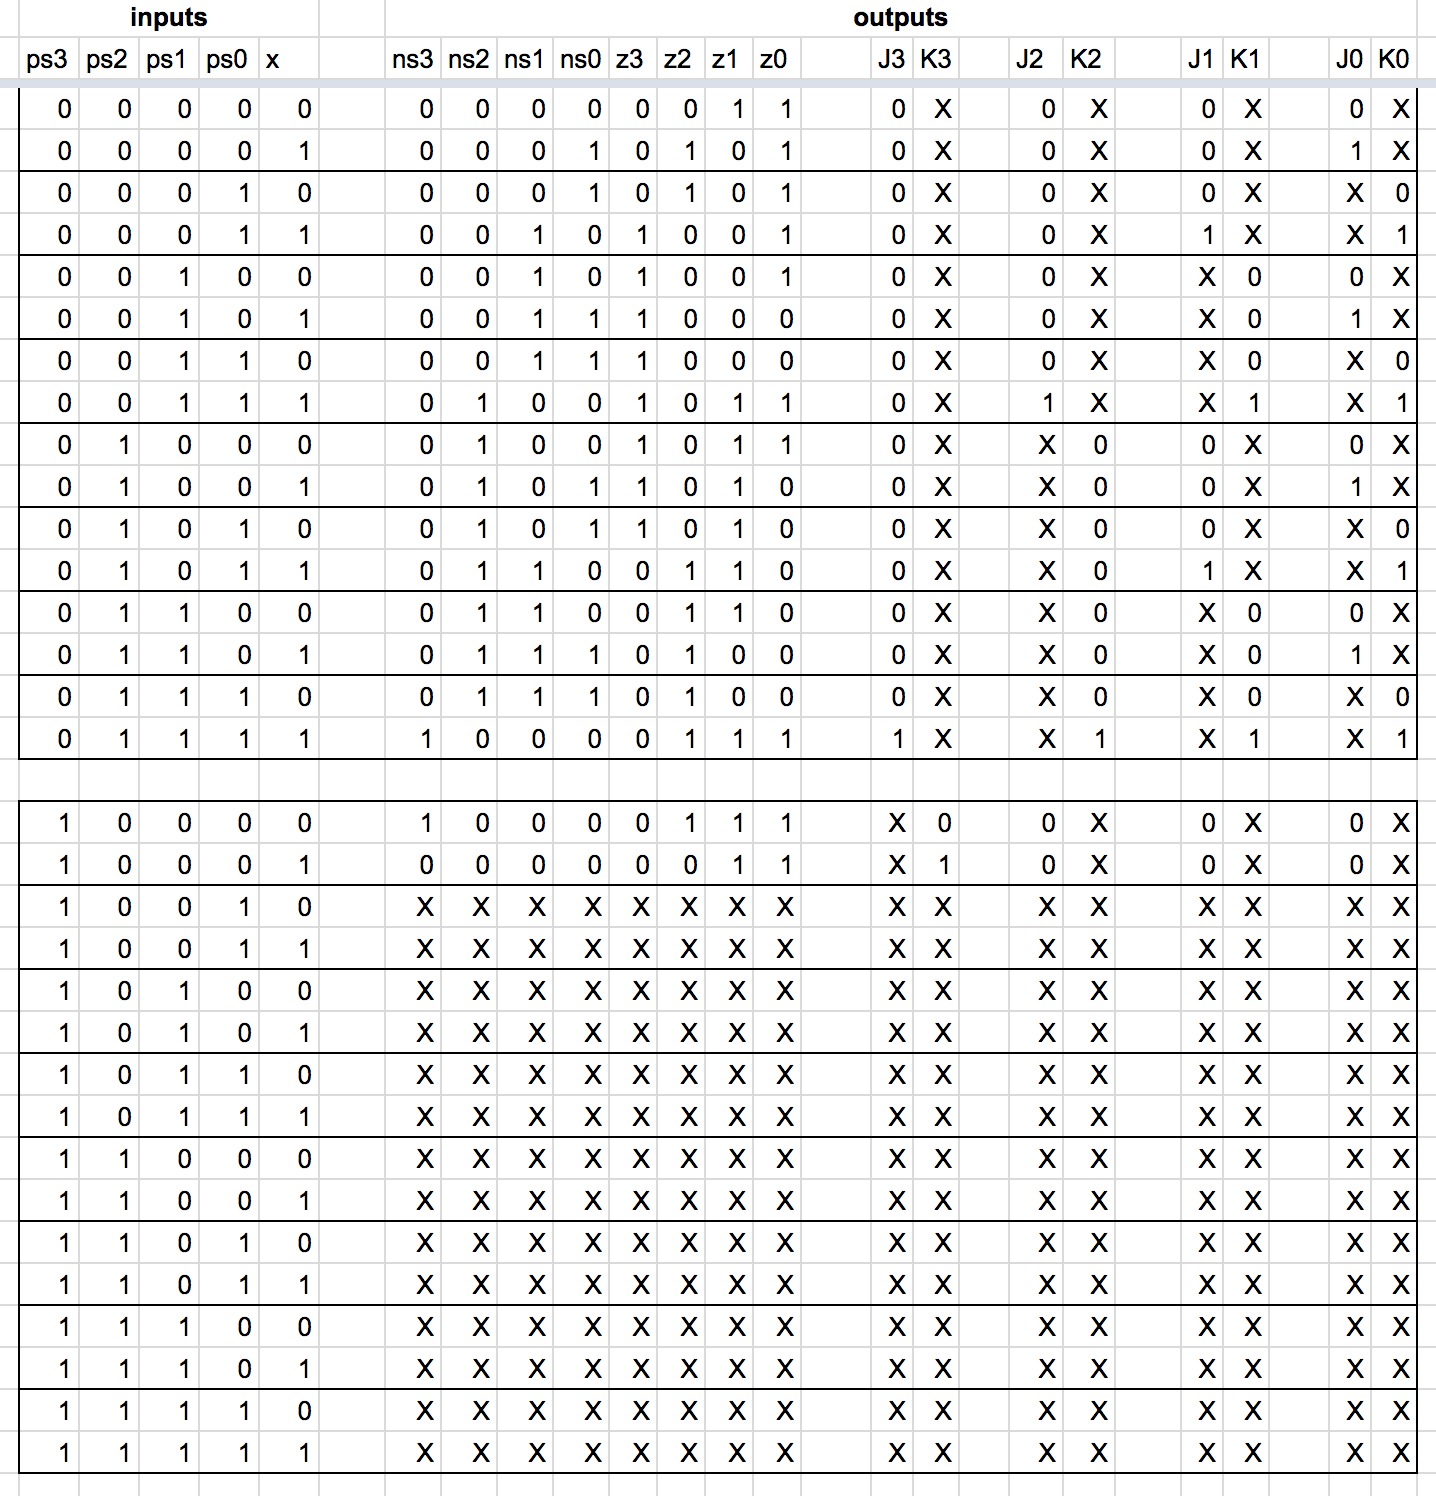 inputs outputs
ps3 ps2 ps1 ps0 x ns3 ns2 ns1 ns0 z3 z2 z1 z0 J3 K3 J2 K2 J1 K1 J0 K0
0 0 0 0 0 0 0 0 0 0 0 1 1 0 X 0 X 0 X 0 X
0 0 0 0 1 0 0 0 1 0 1 0 1 0 X 0 X 0 X 1 X
0 0 0 1 0 0 0 0 1 0 1 0 1 0 X 0 X 0 X X 0
0 0 0 1 1 0 0 1 0 1 0 0 1 0 X 0 X 1 X X 1
0 0 1 0 0 0 0 1 0 1 0 0 1 0 X 0 X X 0 0 X
0 0 1 0 1 0 0 1 1 1 0 0 0 0 X 0 X X 0 1 X
0 0 1 1 0 0 0 1 1 1 0 0 0 0 X 0 X X 0 X 0
0 0 1 1 1 0 1 0 0 1 0 1 1 0 X 1 X X 1 X 1
0 1 0 0 0 0 1 0 0 1 0 1 1 0 X X 0 0 X 0 X
0 1 0 0 1 0 1 0 1 1 0 1 0 0 X X 0 0 X 1 X
0 1 0 1 0 0 1 0 1 1 0 1 0 0 X X 0 0 X X 0
0 1 0 1 1 0 1 1 0 0 1 1 0 0 X X 0 1 X X 1
0 1 1 0 0 0 1 1 0 0 1 1 0 0 X X 0 X 0 0 X
0 1 1 0 1 0 1 1 1 0 1 0 0 0 X X 0 X 0 1 X
0 1 1 1 0 0 1 1 1 0 1 0 0 0 X X 0 X 0 X 0
0 1 1 1 1 1 0 0 0 0 1 1 1 1 X X 1 X 1 X 1
1 0 0 0 0 1 0 0 0 0 1 1 1 X 0 0 X 0 X 0 X
1 0 0 0 1 0 0 0 0 0 0 1 1 X 1 0 X 0 X 0 X
1 0 0 1 0 X X X X X X X X X X X X X X X X
1 0 0 1 1 X X X X X X X X X X X X X X X X
1 0 1 0 0 X X X X X X X X X X X X X X X X
1 0 1 0 1 X X X X X X X X X X X X X X X X
1 0 1 1 0 X X X X X X X X X X X X X X X X
1 0 1 1 1 X X X X X X X X X X X X X X X X
1 1 0 0 0 X X X X X X X X X X X X X X X X
1 1 0 0 1 X X X X X X X X X X X X X X X X
1 1 0 1 0 X X X X X X X X X X X X X X X X
1 1 0 1 1 X X X X X X X X X X X X X X X X
1 1 1 0 0 X X X X X X X X X X X X X X X X
1 1 1 0 1 X X X X X X X X X X X X X X X X
1 1 1 1 0 X X X X X X X X X X X X X X X X
1 1 1 1 1 X X X X X X X X X X X X X X X X